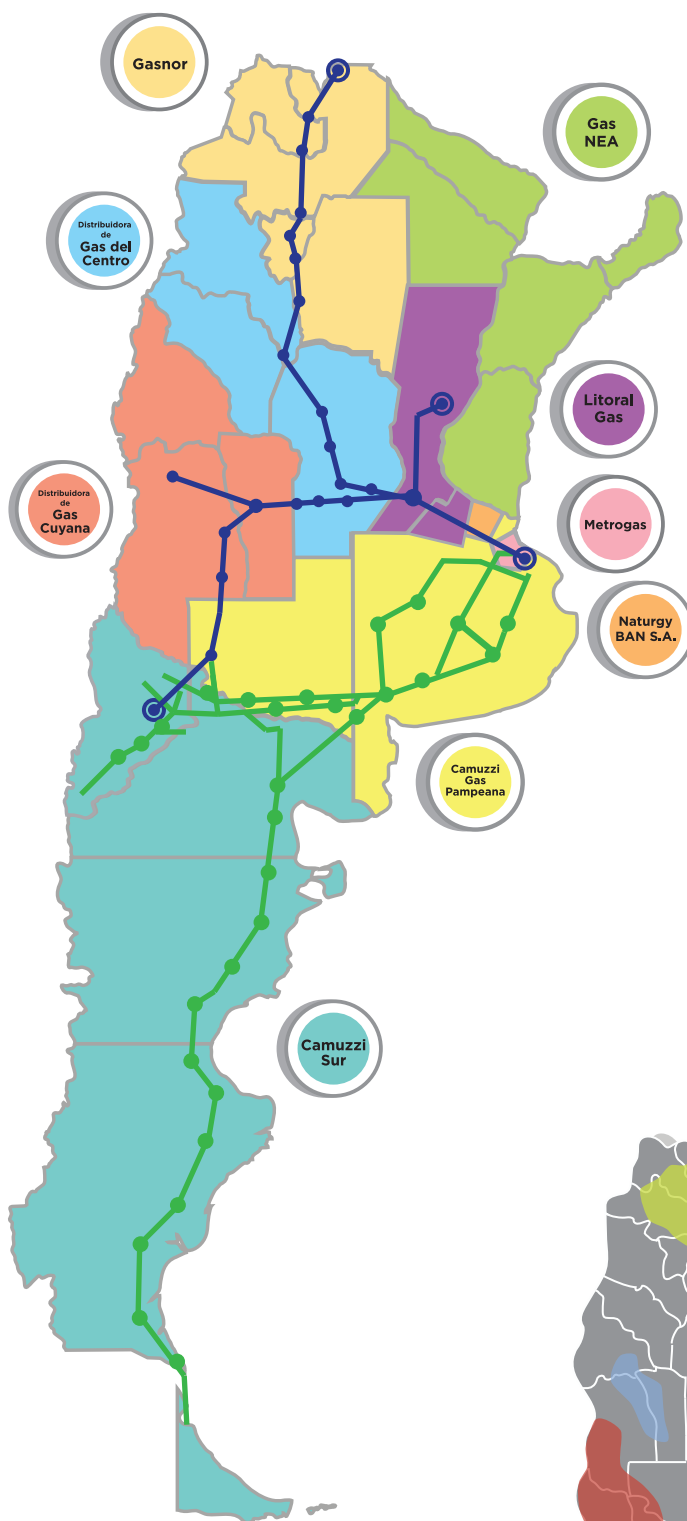 Gasnor
Gas
NEA
Distribuidora
de
Gas del
Centro
Litoral
Gas
Distribuidora
de
Gas
Cuyana
Metrogas
Naturgy
BAN S.A.
Camuzzi
Gas
Pampeana
Camuzzi
Sur